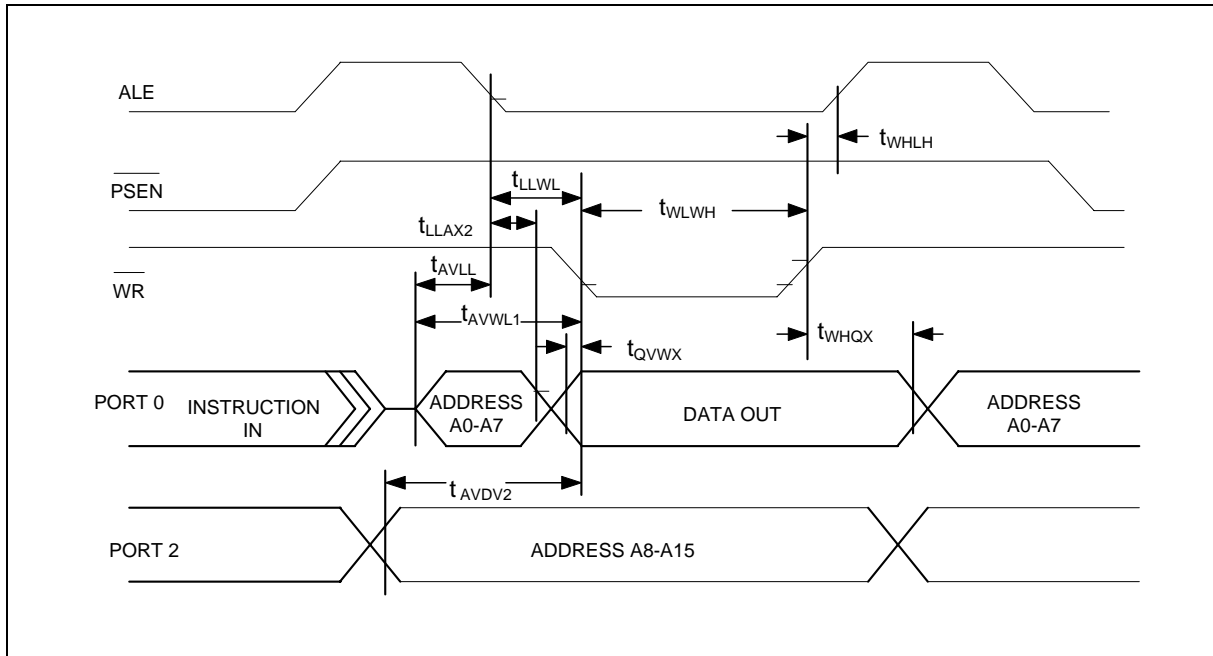 ALE
tWHLH
PSEN
tLLWL
tWLWH
tLLAX2
tAVLL
WR
tAVWL1
tWHQX
tQVWX
PORT 0
INSTRUCTION
IN
ADDRESS
A0-A7
DATA OUT
ADDRESS
A0-A7
tAVDV2
PORT 2
ADDRESS A8-A15